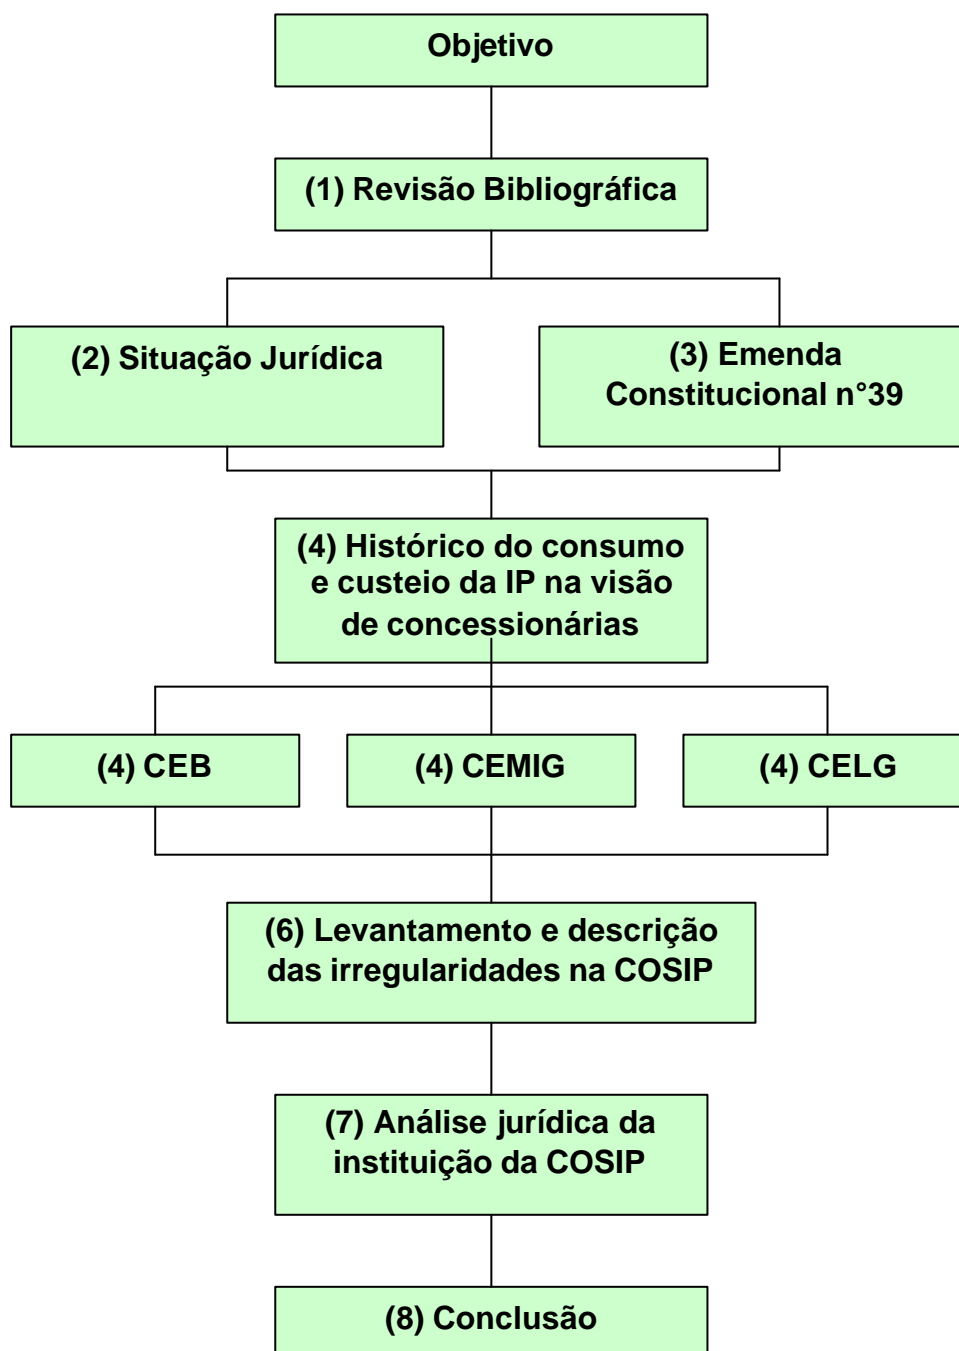 Objetivo
(1) Revisão Bibliográfica
(2) Situação Jurídica
(3) Emenda
Constitucional n°39
(4) Histórico do consumo
e custeio da IP na visão
de concessionárias
(4) CEB
(4) CEMIG
(4) CELG
(6) Levantamento e descrição
das irregularidades na COSIP
(7) Análise jurídica da
instituição da COSIP
(8) Conclusão